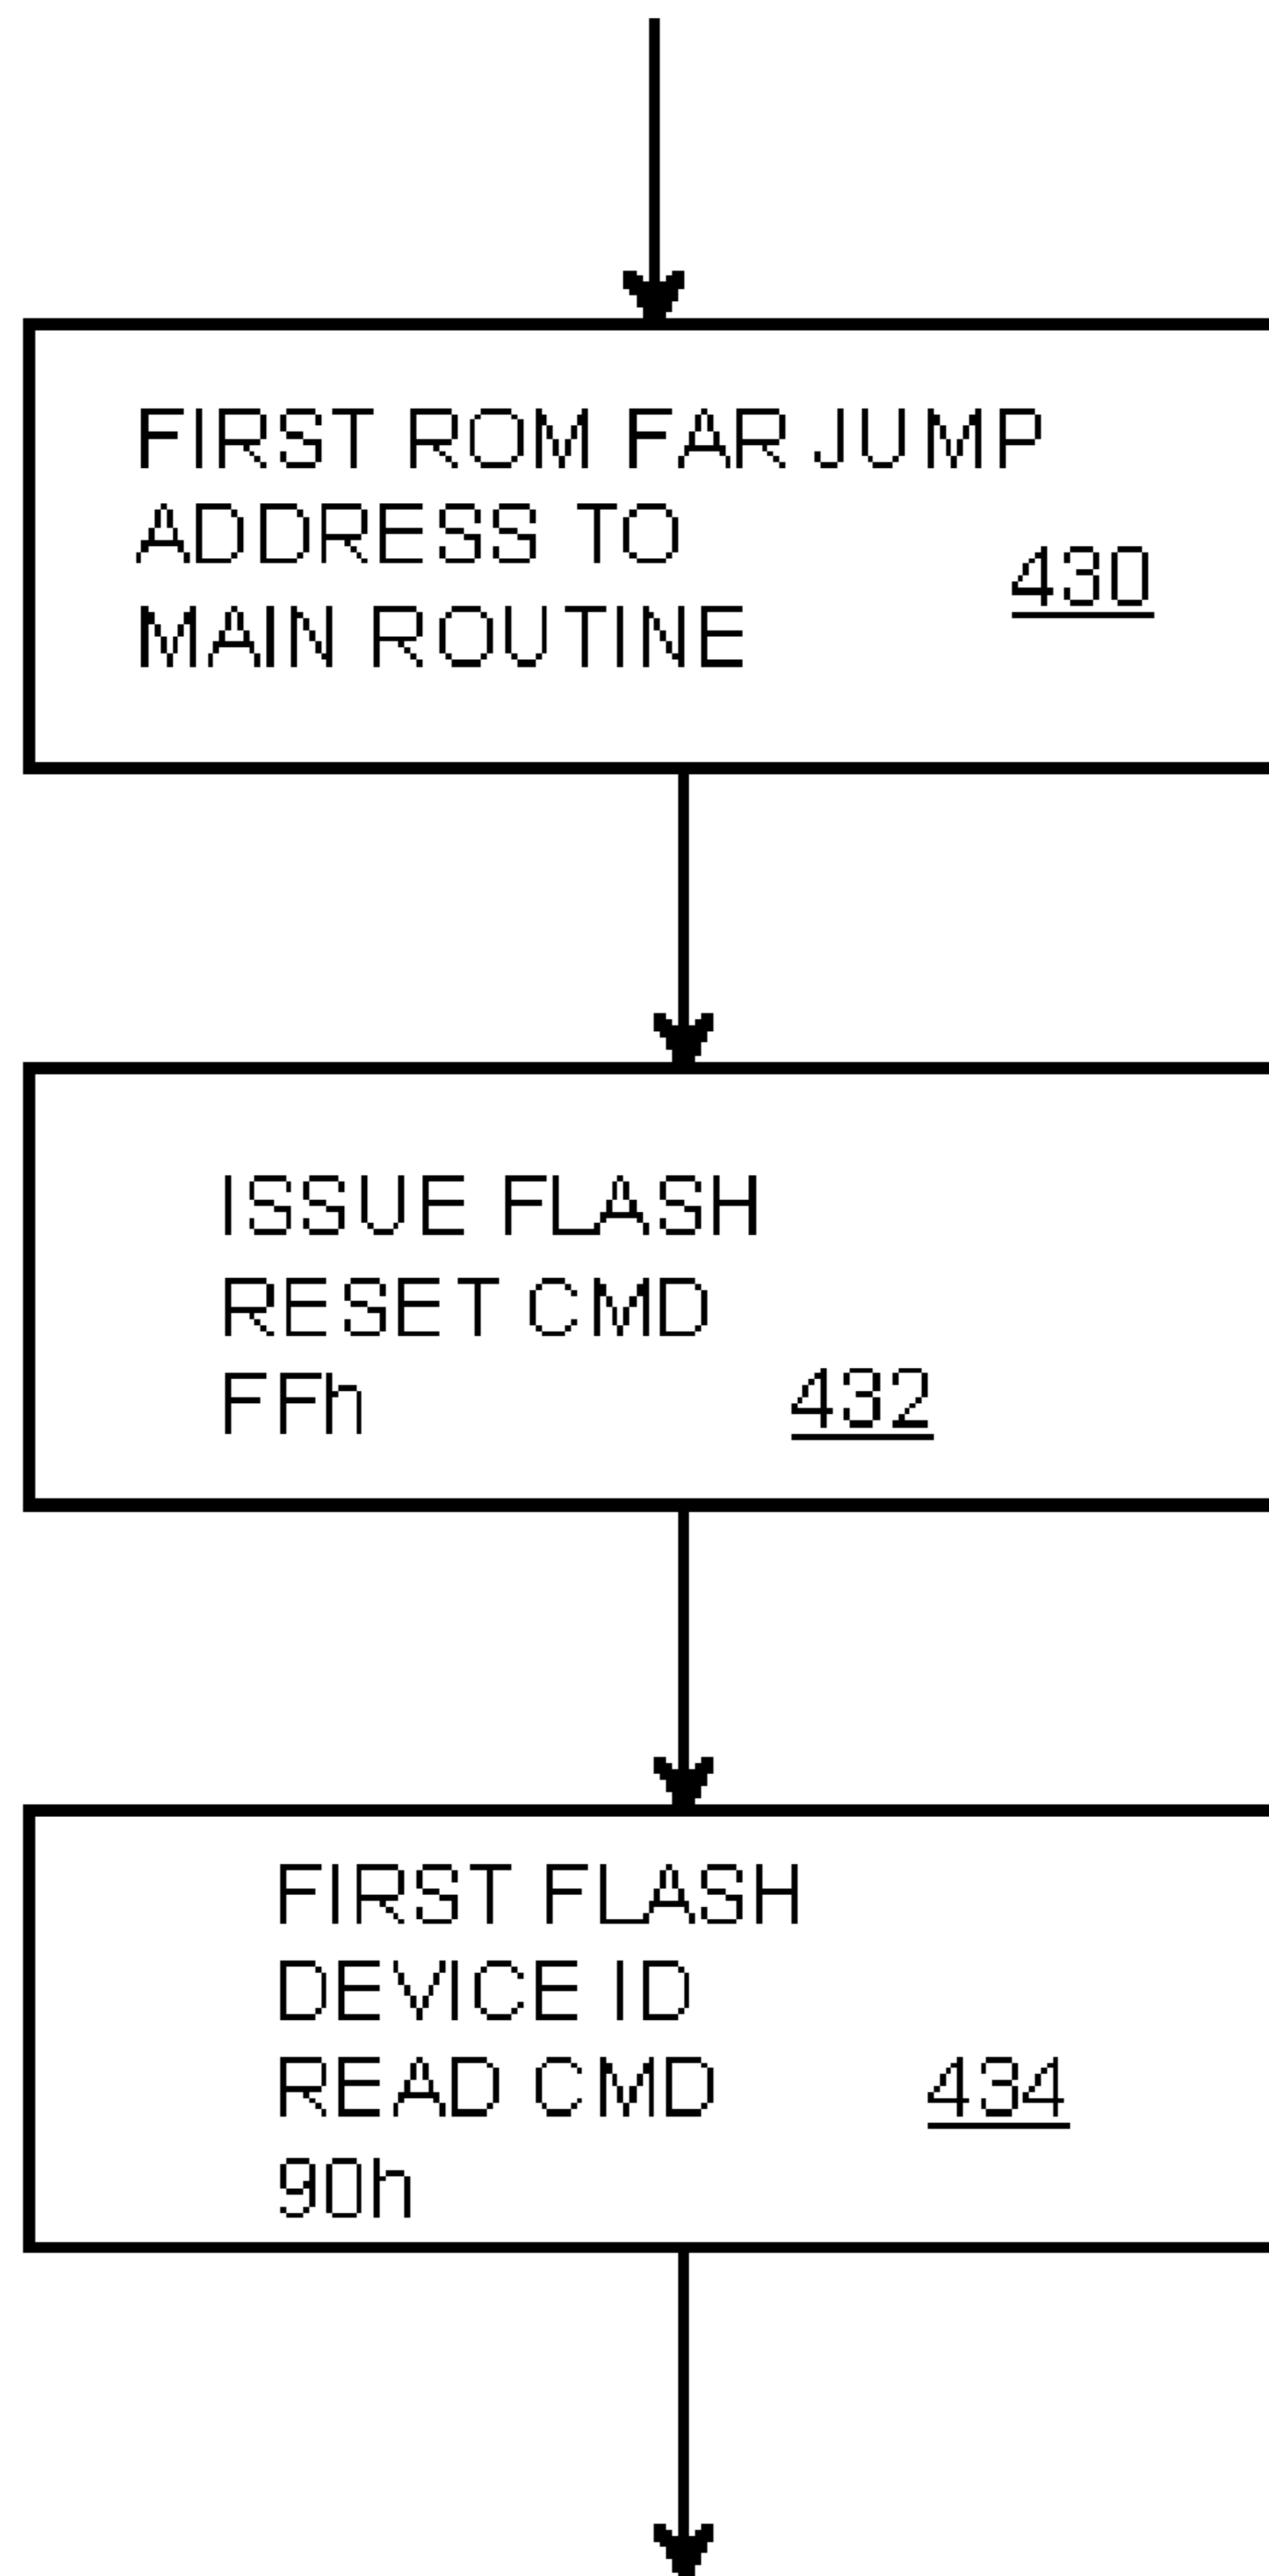 FIRST ROM FAR JUMP
ADDRESS TO
MAIN ROUTINE
430
ISSUE FLASH
RESET CMD
FFh
432
FIRST FLASH
DEVICE ID
READ CMD
434
90h